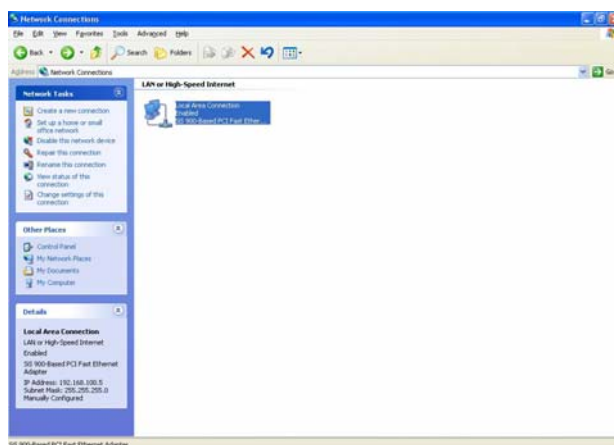 Network Connections
File Edit View Favorites Tools Advanced Help
Back Search Folders
Address Network Connections Go
LAN or High-Speed Internet
Network Tasks
Create a new connection
Set up a home or small
office network
Disable this network device
Repair this connection
Rename this connection
View status of this
connection
Change settings of this
connection
Local Area Connection
Enabled
SiS 900-Based PCI Fast Ether...
Other Places
Control Panel
My Network Places
My Documents
My Computer
Details
Local Area Connection
LAN or High-Speed Internet
Enabled
SiS 900-Based PCI Fast Ethernet
Adapter
IP Address: 192.168.100.5
Subnet Mask: 255.255.255.0
Manually Configured
SiS 900-Based PCI Fast Ethernet Adapter